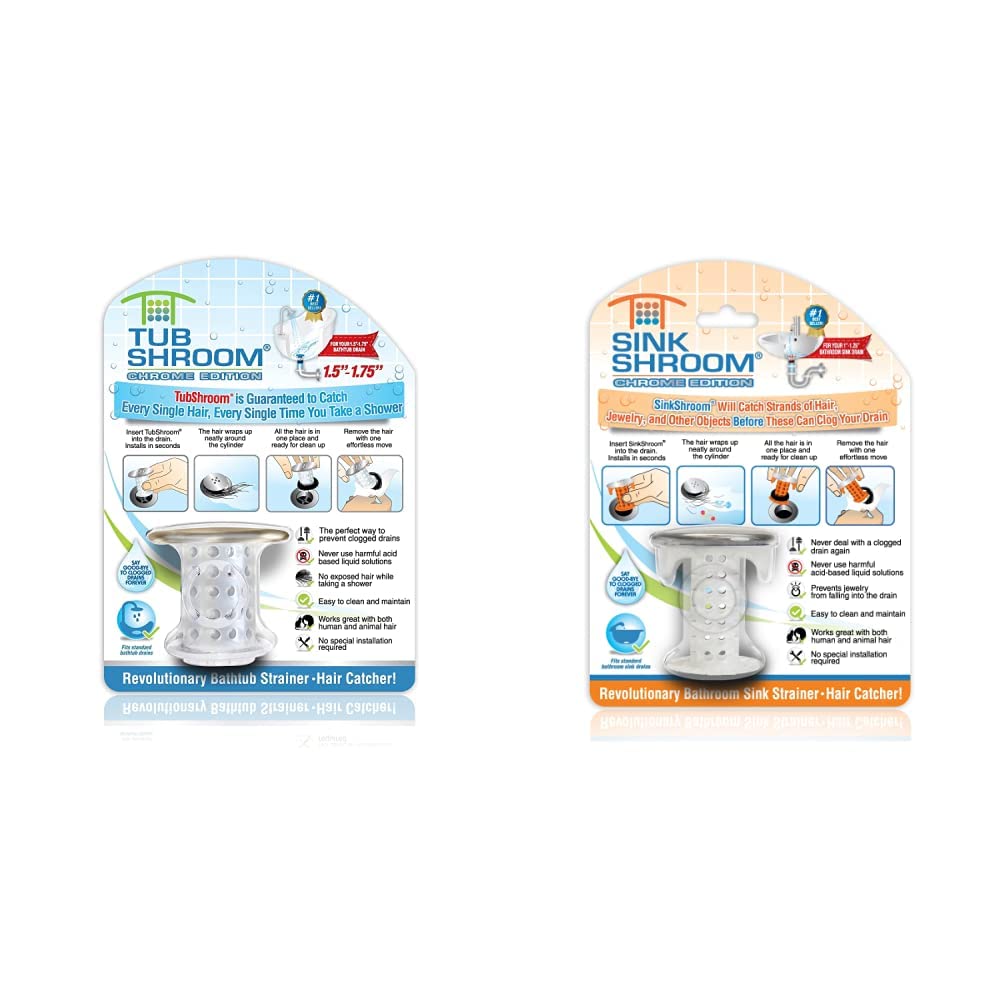 TUB
SHROOM®
CHROME EDITION
#1
BEST
SELLER!
FOR YOUR 1.5"-1.75"
BATHTUB DRAIN
1.5"-1.75"
TubShroom® is Guaranteed to Catch
Every Single Hair, Every Single Time You Take a Shower
Insert TubShroom®
into the drain.
Installs in seconds
The hair wraps up
neatly around
the cylinder
All the hair is in
one place and
ready for clean up
Remove the hair
with one
effortless move
SAY
GOOD-BYE
TO CLOGGED
DRAINS
FOREVER
Fits standard
bathtub drains
The perfect way to
prevent clogged drains
Never use harmful acid
based liquid solutions
No exposed hair while
taking a shower
Easy to clean and maintain
Works great with both
human and animal hair
No special installation
required
Revolutionary Bathtub Strainer • Hair Catcher!
SINK
SHROOM®
CHROME EDITION
#1
BEST
SELLER!
FOR YOUR 1"-1.25"
BATHROOM SINK DRAIN
SinkShroom® Will Catch Strands of Hair,
Jewelry, and Other Objects Before These Can Clog Your Drain
Insert SinkShroom®
into the drain.
Installs in seconds
The hair wraps up
neatly around
the cylinder
All the hair is in
one place and
ready for clean up
Remove the hair
with one
effortless move
SAY
GOOD-BYE
TO CLOGGED
DRAINS
FOREVER
Fits standard
bathroom sink drains
Never deal with a clogged
drain again
Never use harmful
acid-based liquid solutions
Prevents jewelry
from falling into the drain
Easy to clean and maintain
Works great with both
human and animal hair
No special installation
required
Revolutionary Bathroom Sink Strainer • Hair Catcher!